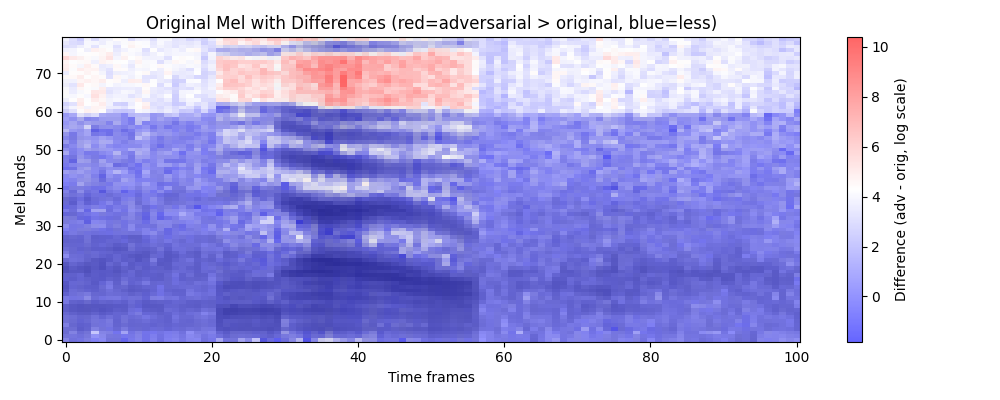 Original Mel with Differences (red=adversarial > original, blue=less)
70
60
50
40
30
20
10
0
Mel bands
0 20 40 60 80 100
Time frames
10
8
6
4
2
0
Difference (adv - orig, log scale)